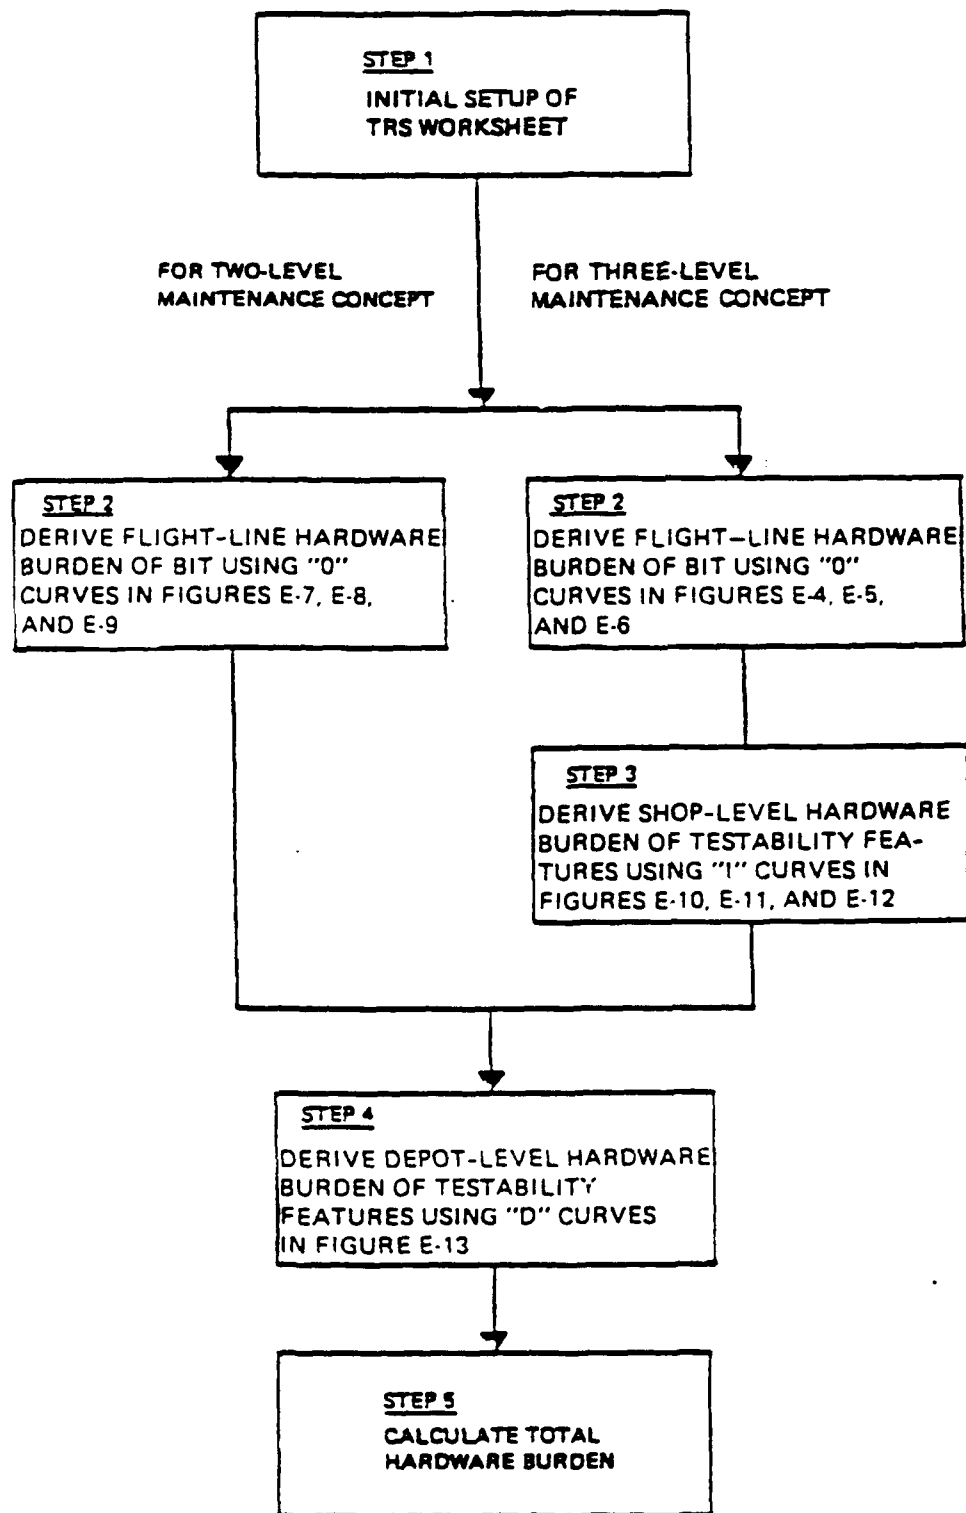 STEP 1
INITIAL SETUP OF
TRS WORKSHEET
FOR TWO-LEVEL
MAINTENANCE CONCEPT
FOR THREE-LEVEL
MAINTENANCE CONCEPT
STEP 2
DERIVE FLIGHT-LINE HARDWARE
BURDEN OF BIT USING "0"
CURVES IN FIGURES E-7, E-8,
AND E-9
STEP 2
DERIVE FLIGHT-LINE HARDWARE
BURDEN OF BIT USING "0"
CURVES IN FIGURES E-4, E-5,
AND E-6
STEP 3
DERIVE SHOP-LEVEL HARDWARE
BURDEN OF TESTABILITY FEA-
TURES USING "I" CURVES IN
FIGURES E-10, E-11, AND E-12
STEP 4
DERIVE DEPOT-LEVEL HARDWARE
BURDEN OF TESTABILITY
FEATURES USING "D" CURVES
IN FIGURE E-13
STEP 5
CALCULATE TOTAL
HARDWARE BURDEN